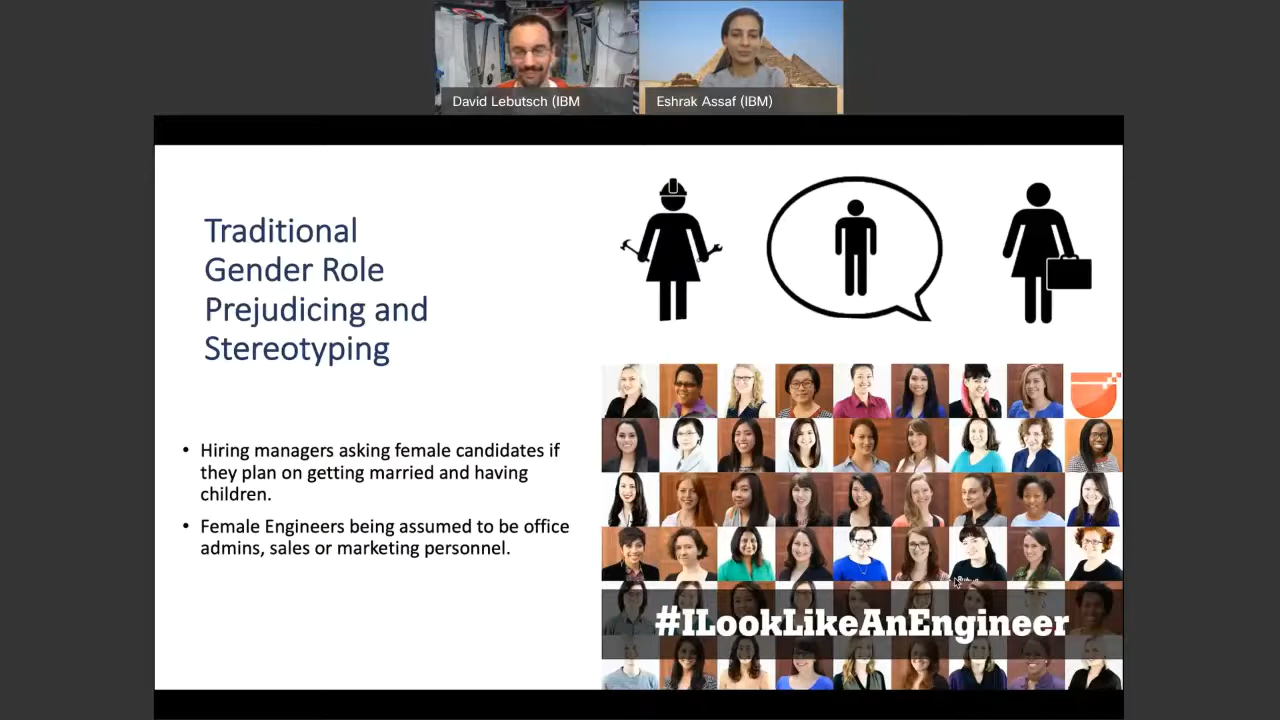 David Lebutsch (IBM
Eshrak Assaf (IBM)
Traditional
Gender Role
Prejudicing and
Stereotyping
• Hiring managers asking female candidates if
they plan on getting married and having
children.
• Female Engineers being assumed to be office
admins, sales or marketing personnel.
#ILookLikeAnEngineer